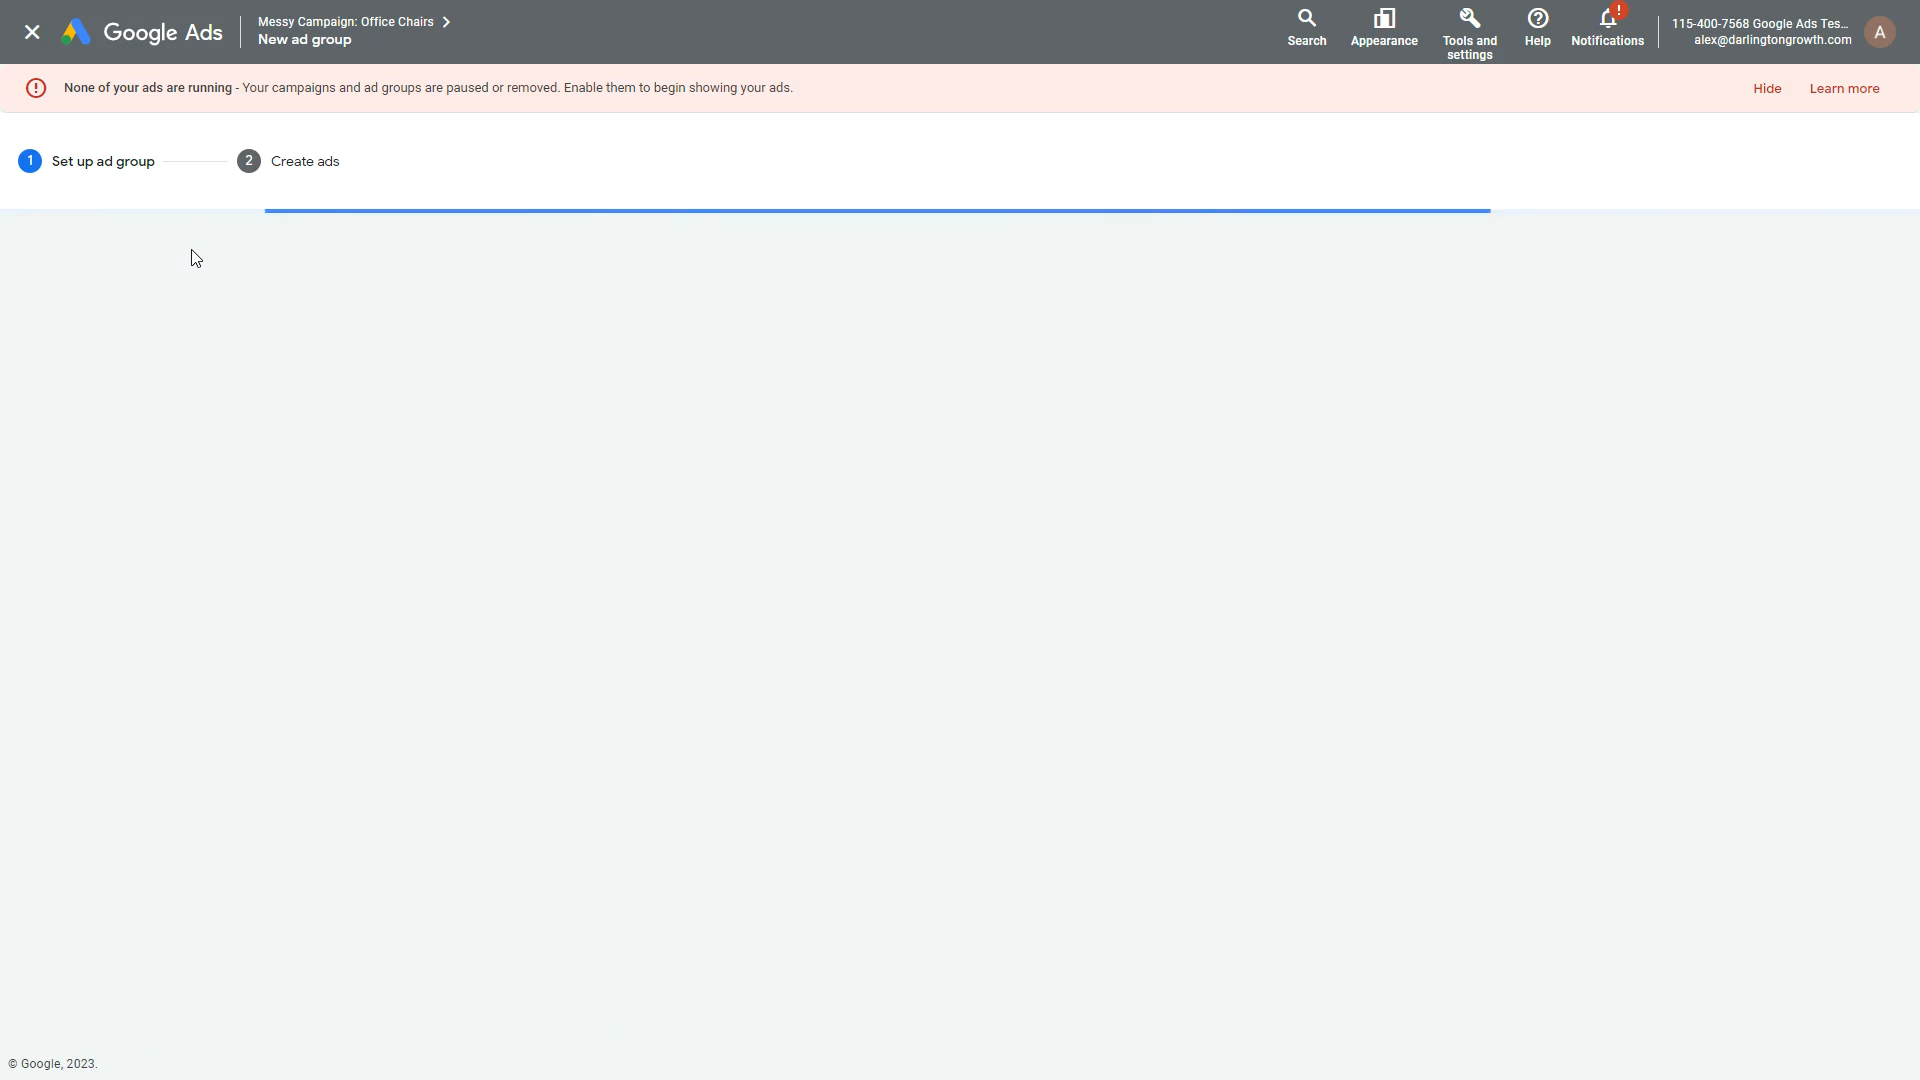 Google Ads
Messy Campaign: Office Chairs
New ad group
Search
Appearance
Tools and
settings
Help
!
Notifications
115-400-7568 Google Ads Tes...
alex@darlingtongrowth.com
A
None of your ads are running - Your campaigns and ad groups are paused or removed. Enable them to begin showing your ads.
Hide
Learn more
1 Set up ad group
2 Create ads
© Google, 2023.